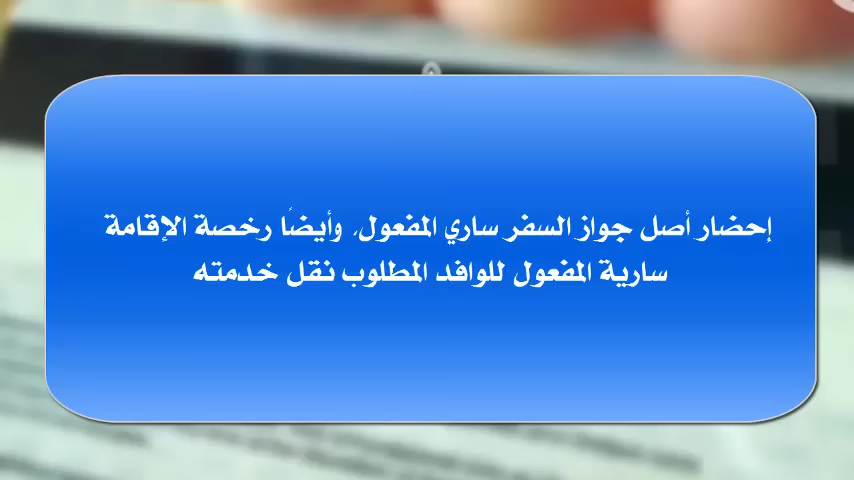 إحضار أصل جواز السفر ساري المفعول، وأيضًا رخصة الإقامة
سارية المفعول للوافد المطلوب نقل خدمته